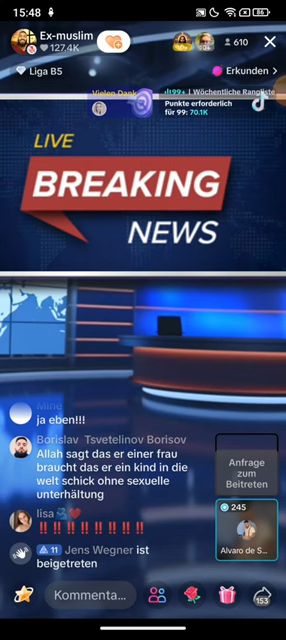 15:48
86
Ex-muslim
127.4K
610
Liga B5
Erkunden
Vielen Dank
99+ | Wöchentliche Rangliste
Punkte erforderlich
für 99: 70.1K
LIVE
BREAKING
NEWS
ja eben!!!
Borislav Tsvetelinov Borisov
Allah sagt das er einer frau
braucht das er ein kind in die
welt schick ohne sexuelle
unterhältung
lisa
‼️‼️‼️‼️‼️‼️‼️
11 Jens Wegner ist
beigetreten
Anfrage
zum
Beitreten
245
Alvaro de S...
Kommenta...
153